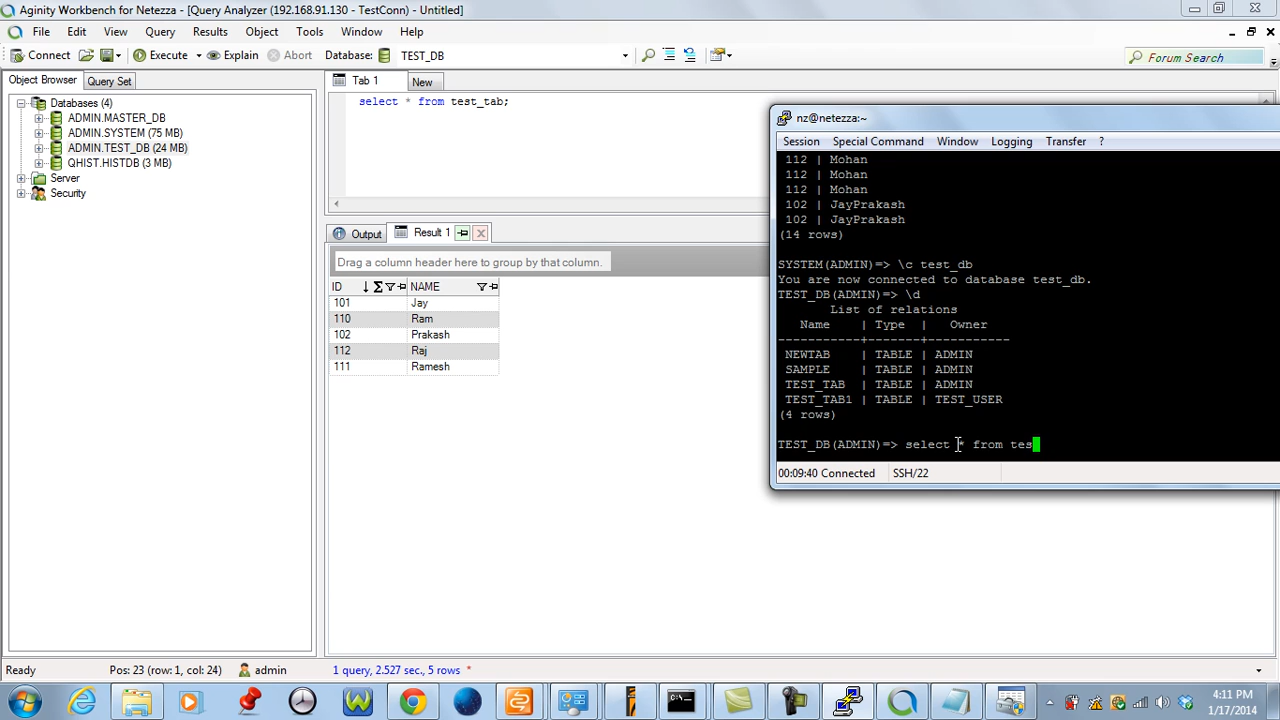 Aginity Workbench for Netezza - [Query Analyzer (192.168.91.130 - TestConn) - Untitled]
File Edit View Query Results Object Tools Window Help
Connect Execute Explain Abort Database: TEST_DB Forum Search
Object Browser Query Set
Tab 1 New
Databases (4)
ADMIN.MASTER_DB
ADMIN.SYSTEM (75 MB)
ADMIN.TEST_DB (24 MB)
QHIST.HISTDB (3 MB)
Server
Security
select * from test_tab;
Output Result 1
Drag a column header here to group by that column.
ID NAME
101 Jay
110 Ram
102 Prakash
112 Raj
111 Ramesh
nz@netezza:~
Session Special Command Window Logging Transfer ?
112 | Mohan
112 | Mohan
112 | Mohan
102 | JayPrakash
102 | JayPrakash
(14 rows)
SYSTEM(ADMIN)=> \c test_db
You are now connected to database test_db.
TEST_DB(ADMIN)=> \d
List of relations
Name | Type | Owner
-----------+-------+-----------
NEWTAB | TABLE | ADMIN
SAMPLE | TABLE | ADMIN
TEST_TAB | TABLE | ADMIN
TEST_TAB1 | TABLE | TEST_USER
(4 rows)
TEST_DB(ADMIN)=> select * from tes
00:09:40 Connected SSH/22
Ready Pos: 23 (row: 1, col: 24) admin 1 query, 2.527 sec., 5 rows *
4:11 PM
1/17/2014